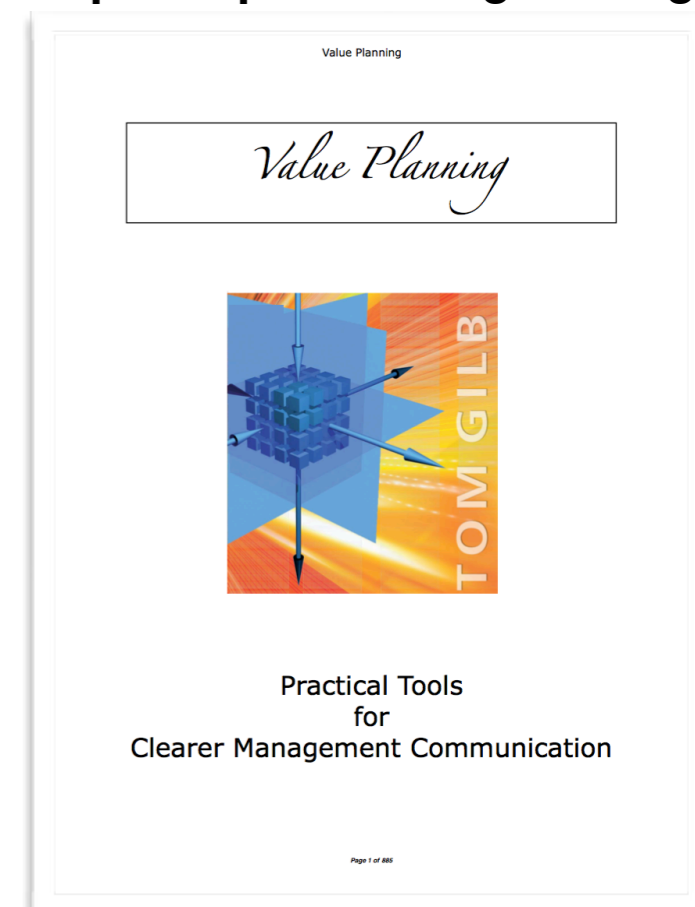 Value Planning
Value Planning
TOM GILB
Practical Tools
for
Clearer Management Communication
Page 1 of 885